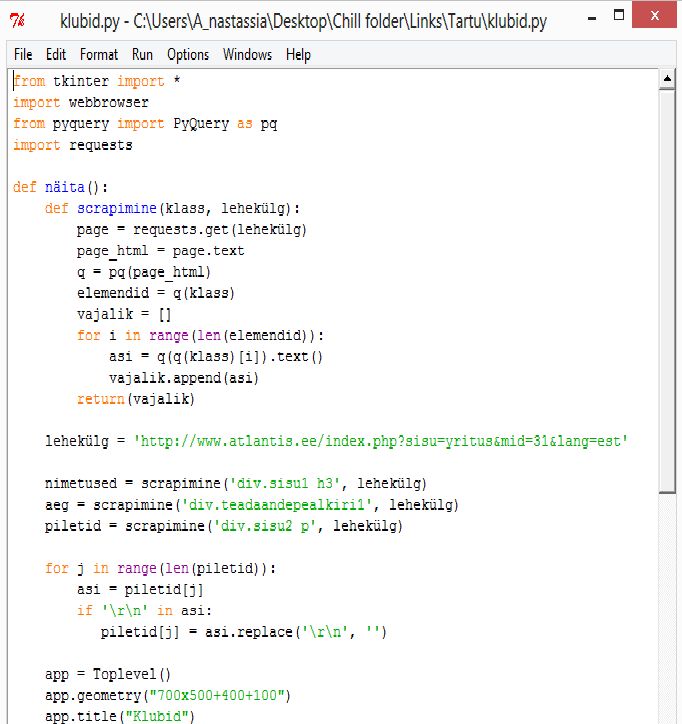 klubid.py - C:\Users\A_nastassia\Desktop\Chill folder\Links\Tartu\klubid.py
File Edit Format Run Options Windows Help
from tkinter import *
import webbrowser
from pyquery import PyQuery as pq
import requests

def näita():
    def scrapimine(klass, lehekülg):
        page = requests.get(lehekülg)
        page_html = page.text
        q = pq(page_html)
        elemendid = q(klass)
        vajalik = []
        for i in range(len(elemendid)):
            asi = q(q(klass)[i]).text()
            vajalik.append(asi)
        return(vajalik)

    lehekülg = 'http://www.atlantis.ee/index.php?sisu=yritus&mid=31&lang=est'

    nimetused = scrapimine('div.sisu1 h3', lehekülg)
    aeg = scrapimine('div.teadaandepealkiri1', lehekülg)
    piletid = scrapimine('div.sisu2 p', lehekülg)

    for j in range(len(piletid)):
        asi = piletid[j]
        if '\r\n' in asi:
           piletid[j] = asi.replace('\r\n', '')

    app = Toplevel()
    app.geometry("700x500+400+100")
    app.title("Klubid")